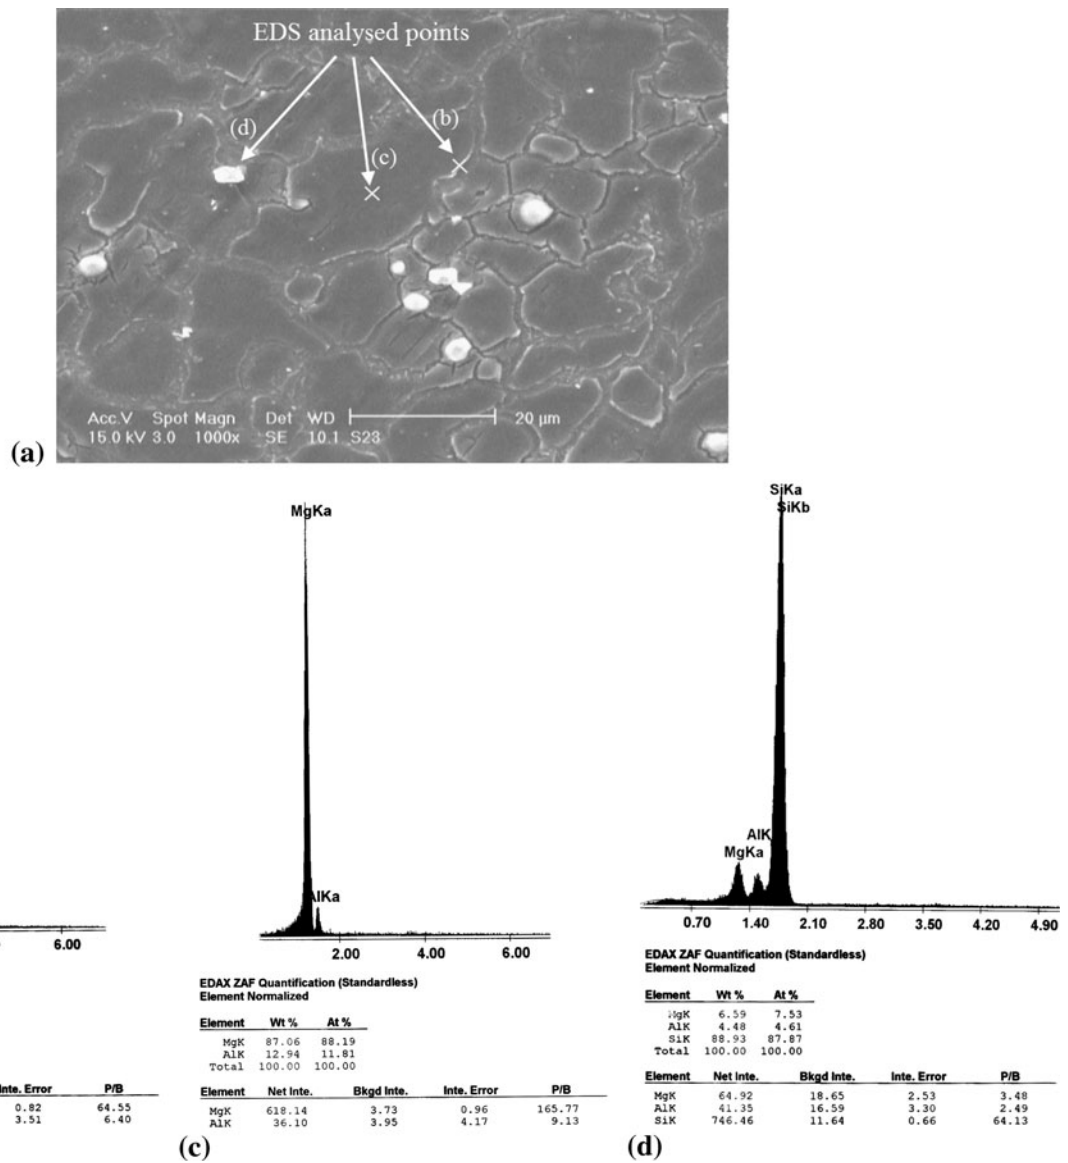 EDS analysed points
(d)
(c)
(b)
Acc.V Spot Magn Det WD 20 µm
15.0 kV 3.0 1000x SE 10.1 S23
(a)
6.00
Inte. Error P/B
0.82 64.55
3.51 6.40
MgKa
AlKa
2.00 4.00 6.00
EDAX ZAF Quantification (Standardless)
Element Normalized
Element Wt % At %
MgK 87.06 88.19
AlK 12.94 11.81
Total 100.00 100.00
Element Net Inte. Bkgd Inte. Inte. Error P/B
MgK 618.14 3.73 0.96 165.77
AlK 36.10 3.95 4.17 9.13
(c)
SiKa
SiKb
AlK
MgKa
0.70 1.40 2.10 2.80 3.50 4.20 4.90
EDAX ZAF Quantification (Standardless)
Element Normalized
Element Wt % At %
MgK 6.59 7.53
AlK 4.48 4.61
SiK 88.93 87.87
Total 100.00 100.00
Element Net Inte. Bkgd Inte. Inte. Error P/B
MgK 64.92 18.65 2.53 3.48
AlK 41.35 16.59 3.30 2.49
SiK 746.46 11.64 0.66 64.13
(d)